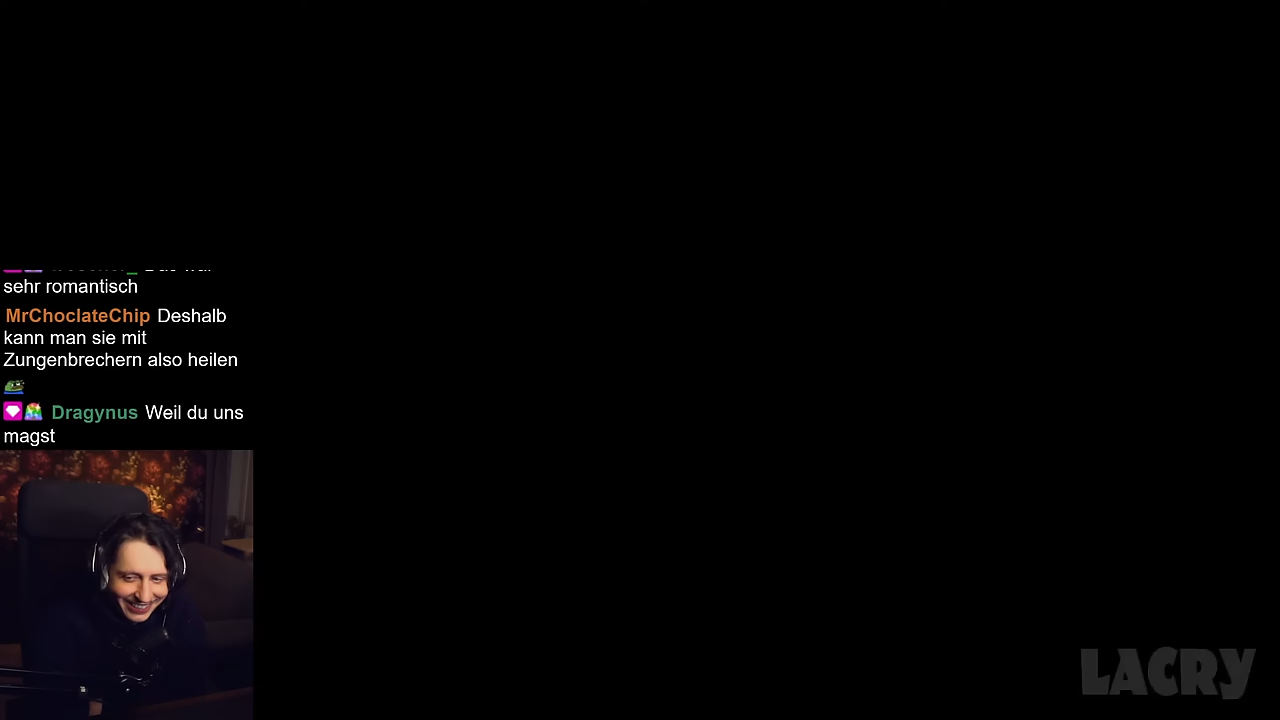 sehr romantisch
MrChoclateChip Deshalb
kann man sie mit
Zungenbrechern also heilen
Dragynus Weil du uns
magst
LACRY